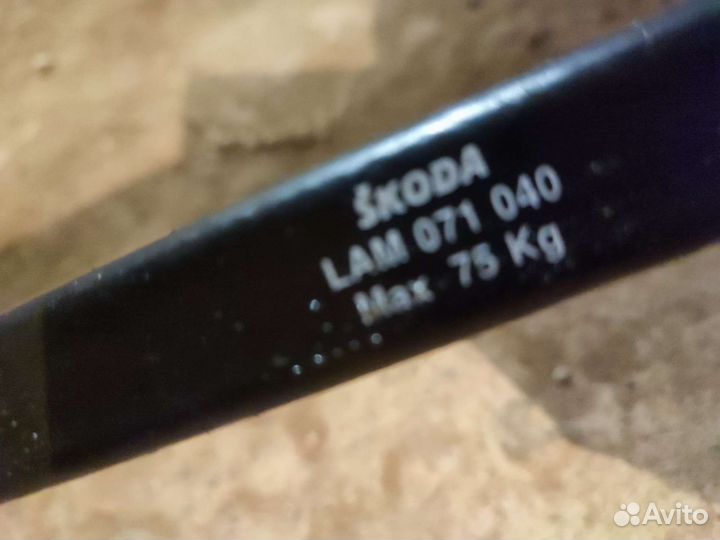 ŠKODA
LAM 071 040
Max 75 Kg
Avito